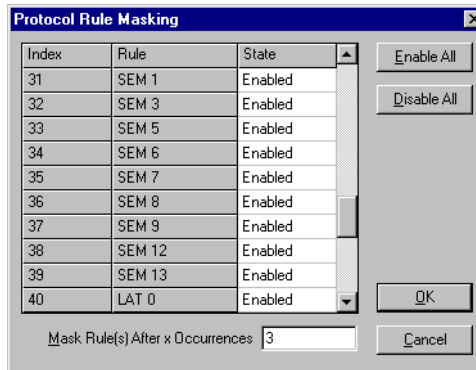 Protocol Rule Masking
Index Rule State
31 SEM 1 Enabled
32 SEM 3 Enabled
33 SEM 5 Enabled
34 SEM 6 Enabled
35 SEM 7 Enabled
36 SEM 8 Enabled
37 SEM 9 Enabled
38 SEM 12 Enabled
39 SEM 13 Enabled
40 LAT 0 Enabled
Enable All
Disable All
OK
Mask Rule(s) After x Occurrences 3
Cancel